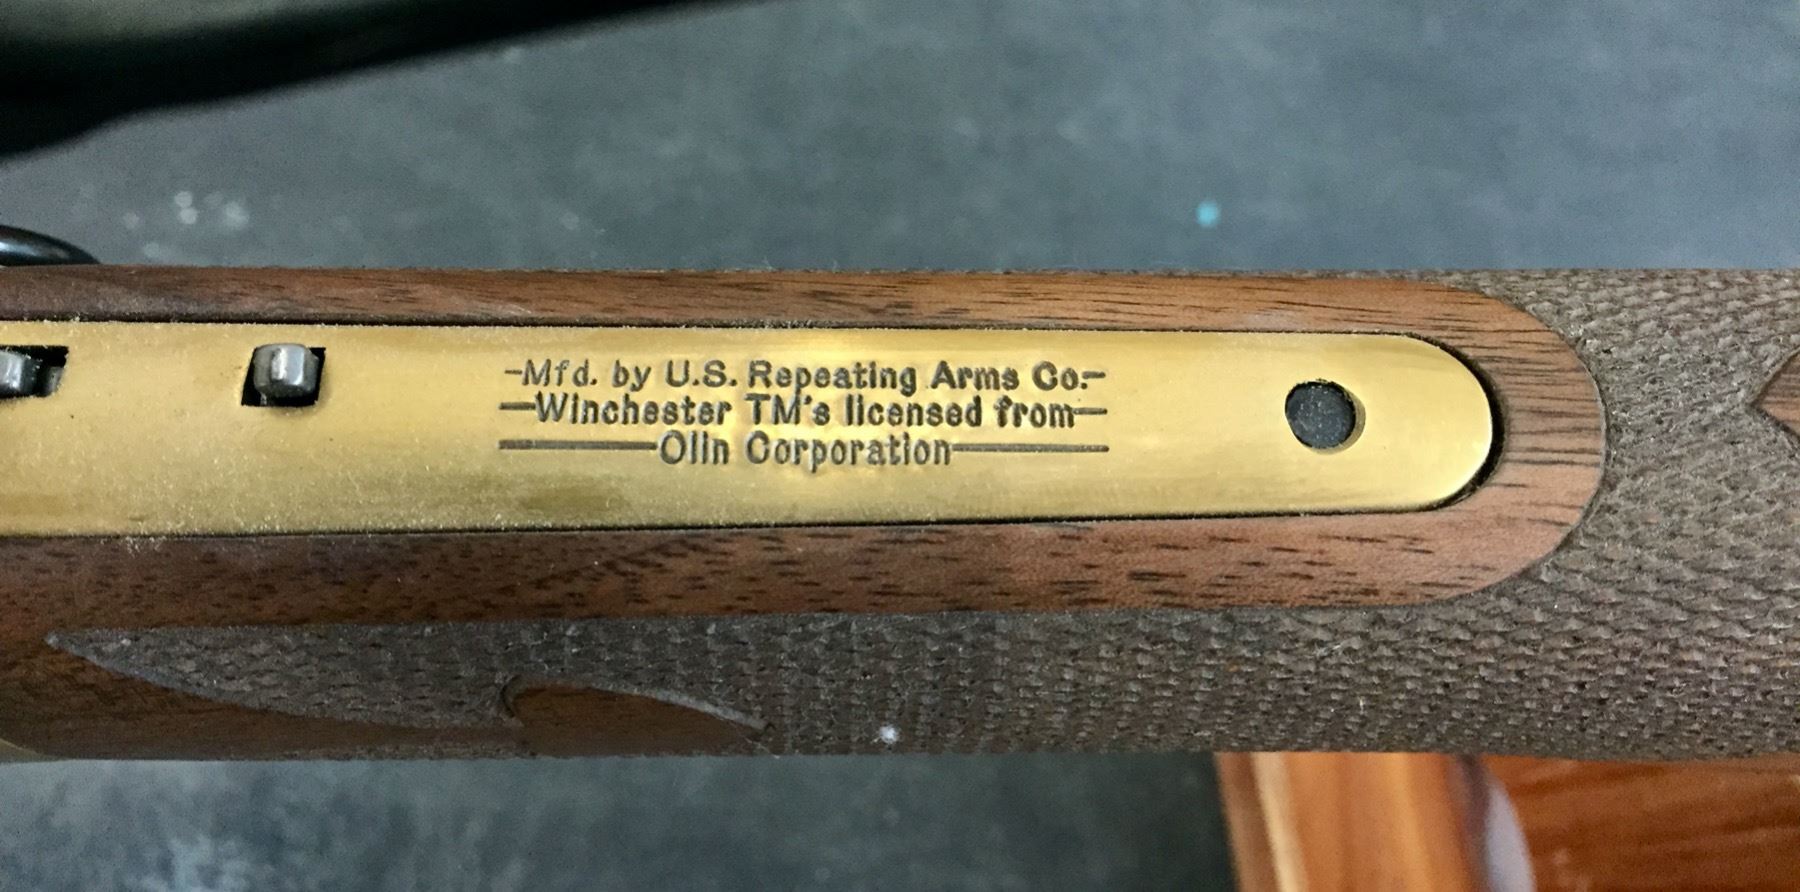 -Mfd. by U.S. Repeating Arms Co.-
-Winchester TM's licensed from-
-Olin Corporation-